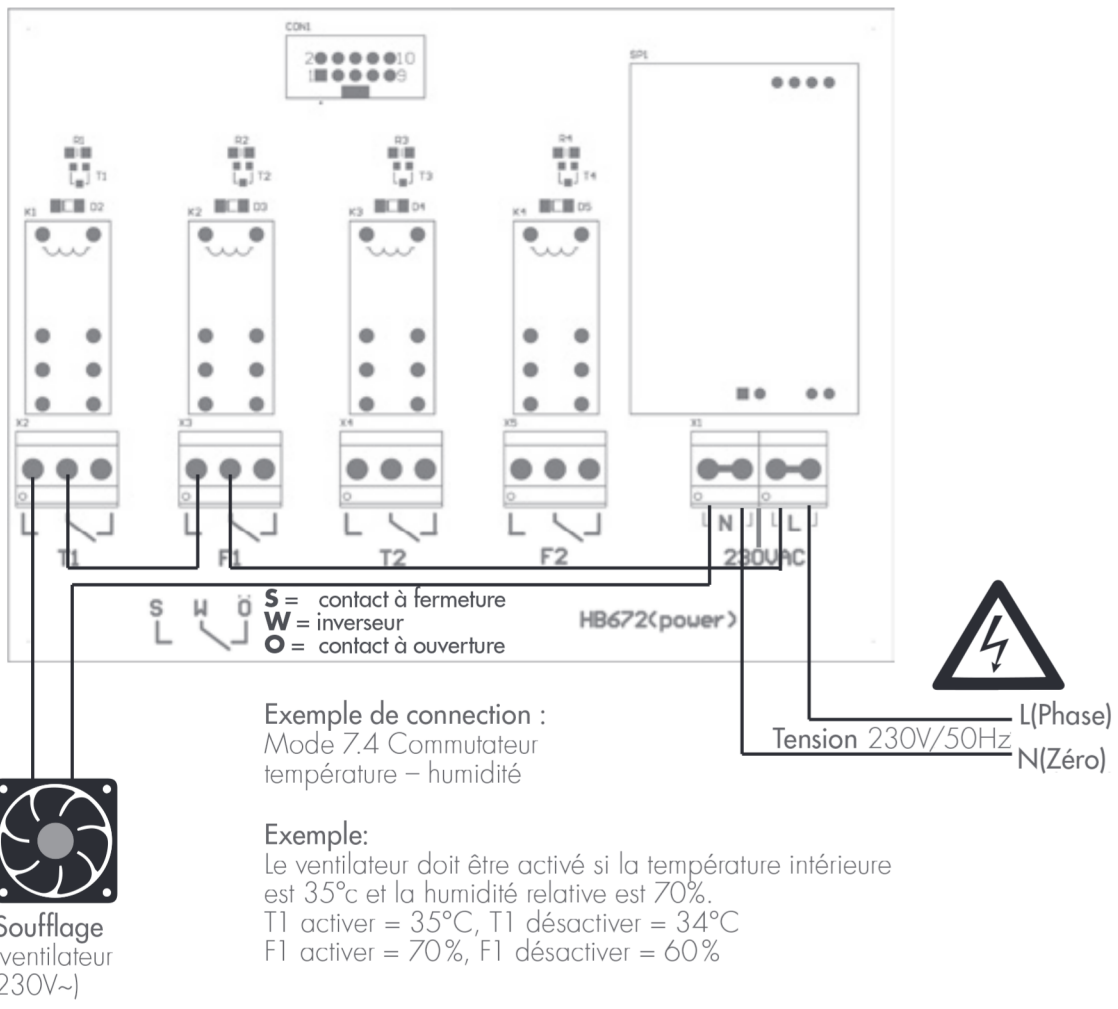 CON1
2 10
1 9
SP1
R1 R2 R3 R4
T1 T2 T3 T4
K1 D2 K2 D3 K3 D4 K4 D5
X2 X3 X4 X5 X1
N L
T1 F1 T2 F2 230VAC
S W Ö
S = contact à fermeture
W = inverseur
O = contact à ouverture
HB672(power)
Exemple de connection :
Mode 7.4 Commutateur
température – humidité
L(Phase)
Tension 230V/50Hz
N(Zéro)
Exemple:
Le ventilateur doit être activé si la température intérieure
est 35°c et la humidité relative est 70%.
T1 activer = 35°C, T1 désactiver = 34°C
F1 activer = 70%, F1 désactiver = 60%
Soufflage
ventilateur
230V~)